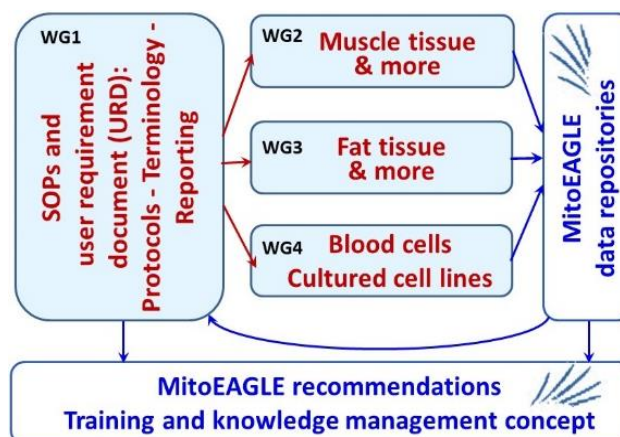 WG1
SOPs and
user requirement
document (URD):
Protocols - Terminology -
Reporting
WG2
Muscle tissue
& more
WG3
Fat tissue
& more
WG4
Blood cells
Cultured cell lines
MitoEAGLE
data repositories
MitoEAGLE recommendations
Training and knowledge management concept